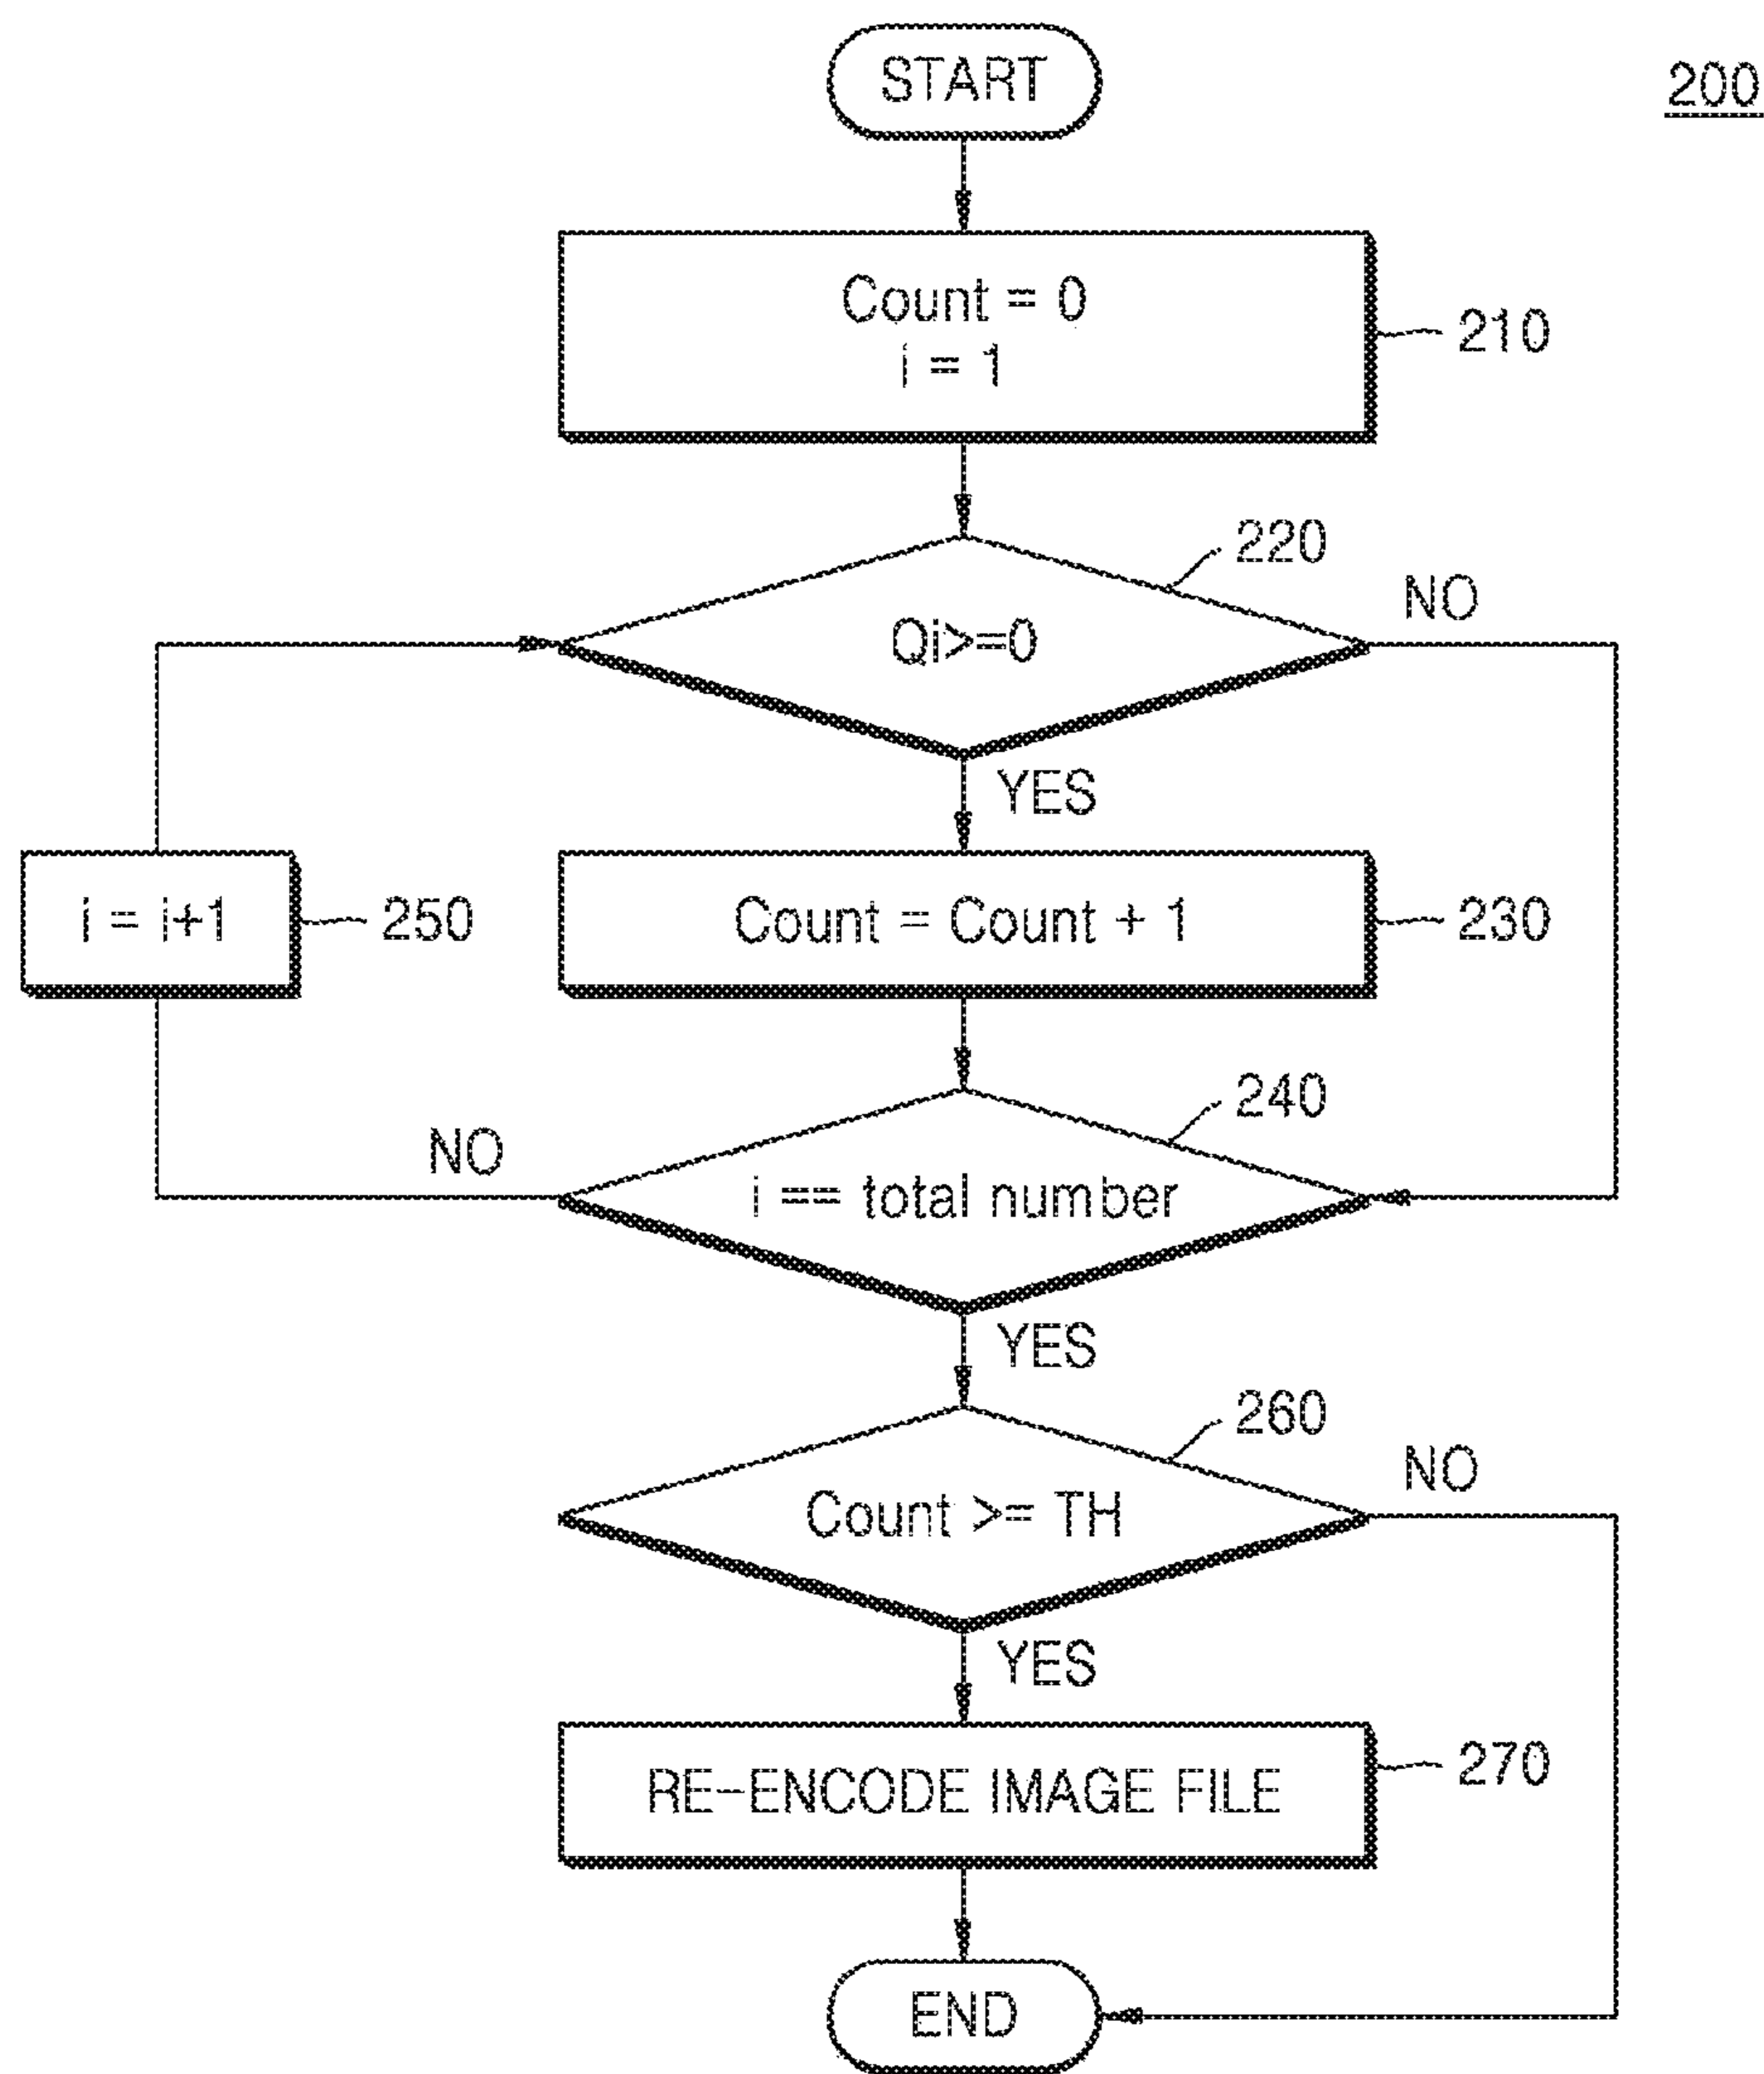 START
200
Count = 0
i = 1
210
220
Qi>=0
NO
YES
i = i+1
250
Count = Count + 1
230
240
NO
i == total number
YES
260
Count >= TH
NO
YES
RE-ENCODE IMAGE FILE
270
END